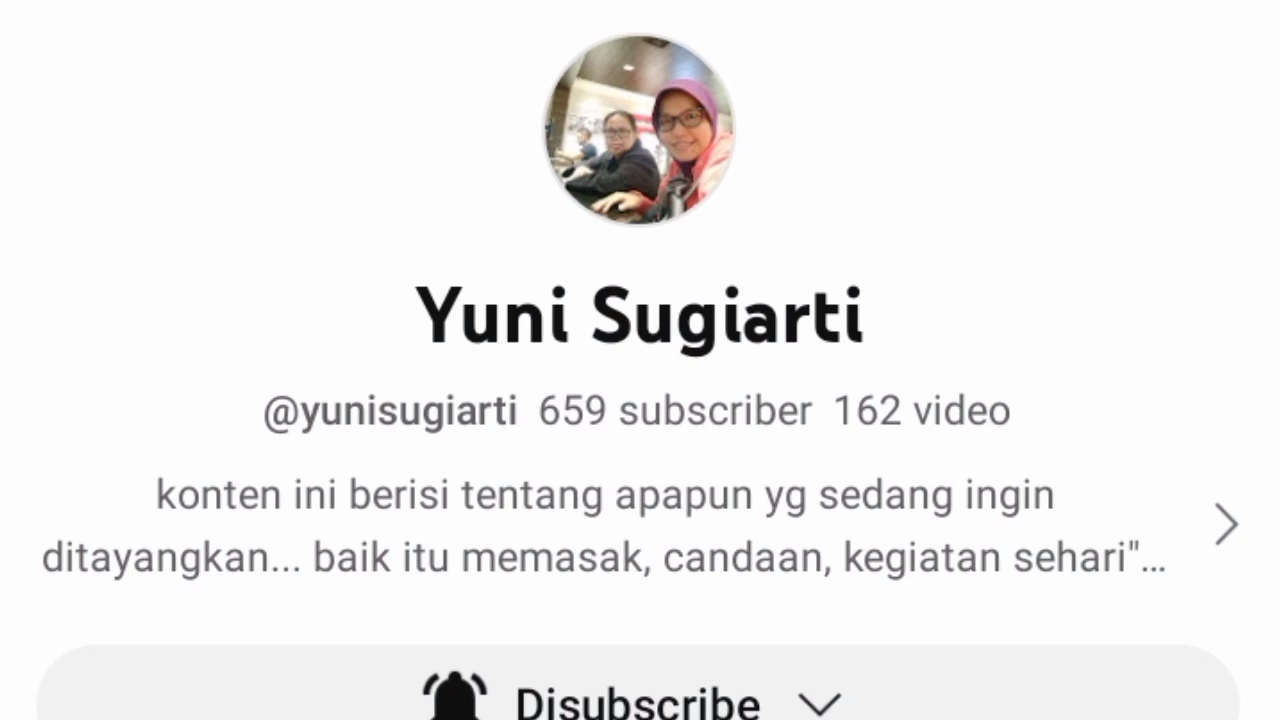 Yuni Sugiarti
@yunisugiarti 659 subscriber 162 video
konten ini berisi tentang apapun yg sedang ingin
ditayangkan... baik itu memasak, candaan, kegiatan sehari"...
Disubscribe